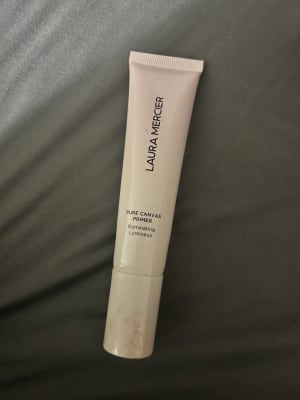 LAURA MERCIER
PURE CANVAS
PRIMER
Illuminating
Lumineux